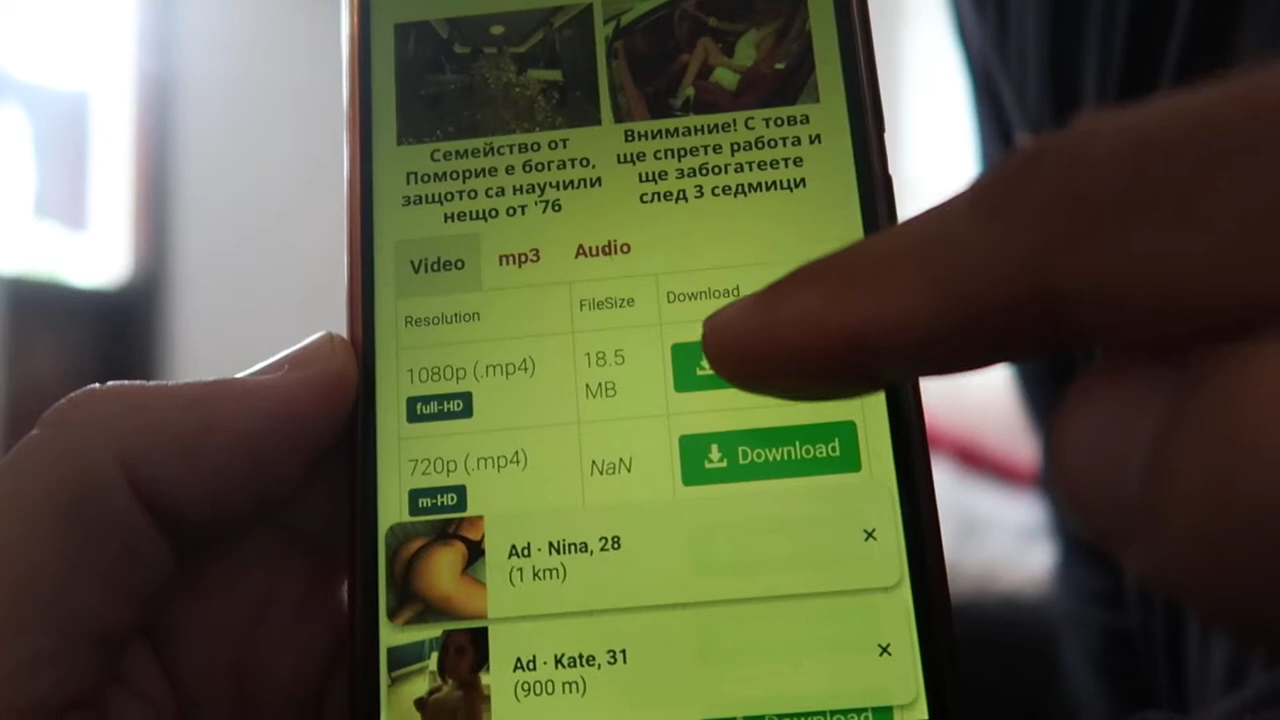 Семейство от
Поморие е богато,
защото са научили
нещо от '76
Внимание! С това
ще спрете работа и
ще забогатеете
след 3 седмици
Video
mp3
Audio
Resolution
FileSize
Download
1080p (.mp4)
full-HD
18.5
MB
720p (.mp4)
m-HD
NaN
Download
Ad · Nina, 28
(1 km)
Ad · Kate, 31
(900 m)
Download